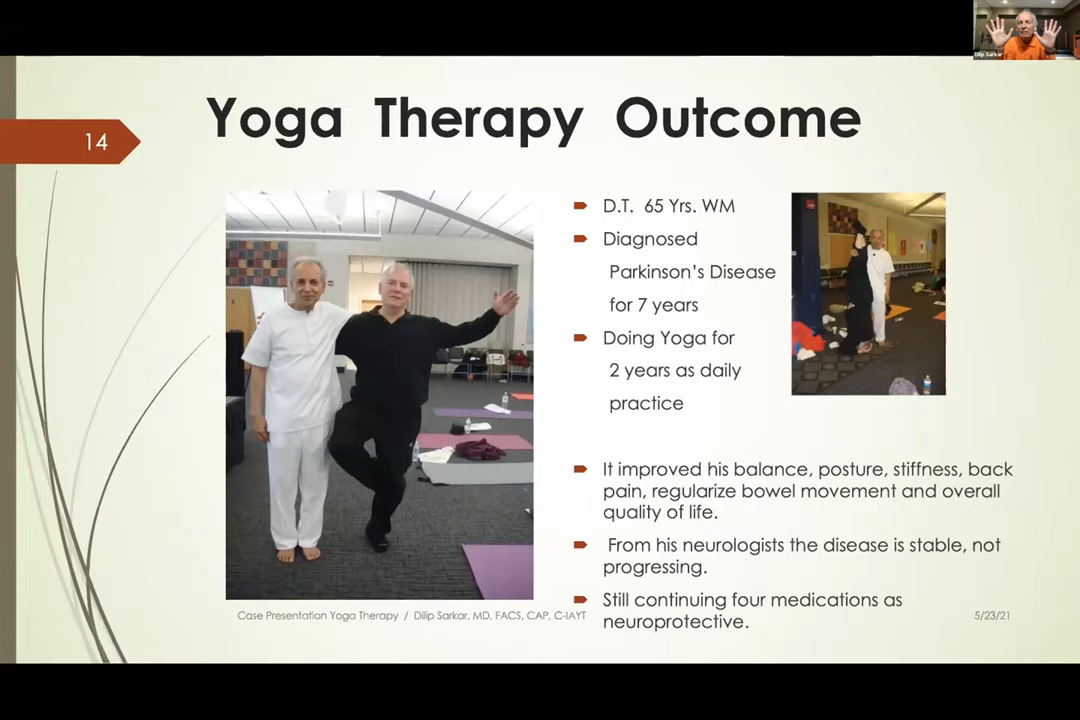 Dilip Sarkar
Yoga Therapy Outcome
14
D.T. 65 Yrs. WM
Diagnosed
Parkinson's Disease
for 7 years
Doing Yoga for
2 years as daily
practice
It improved his balance, posture, stiffness, back
pain, regularize bowel movement and overall
quality of life.
From his neurologists the disease is stable, not
progressing.
Still continuing four medications as
neuroprotective.
Case Presentation Yoga Therapy / Dilip Sarkar, MD, FACS, CAP, C-IAYT
5/23/21